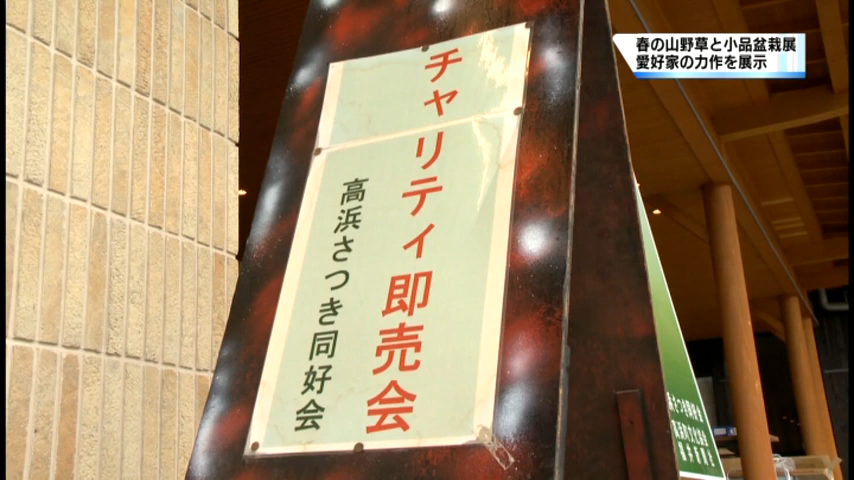 春の山野草と小品盆栽展
愛好家の力作を展示
チャリティ即売会
高浜さつき同好会